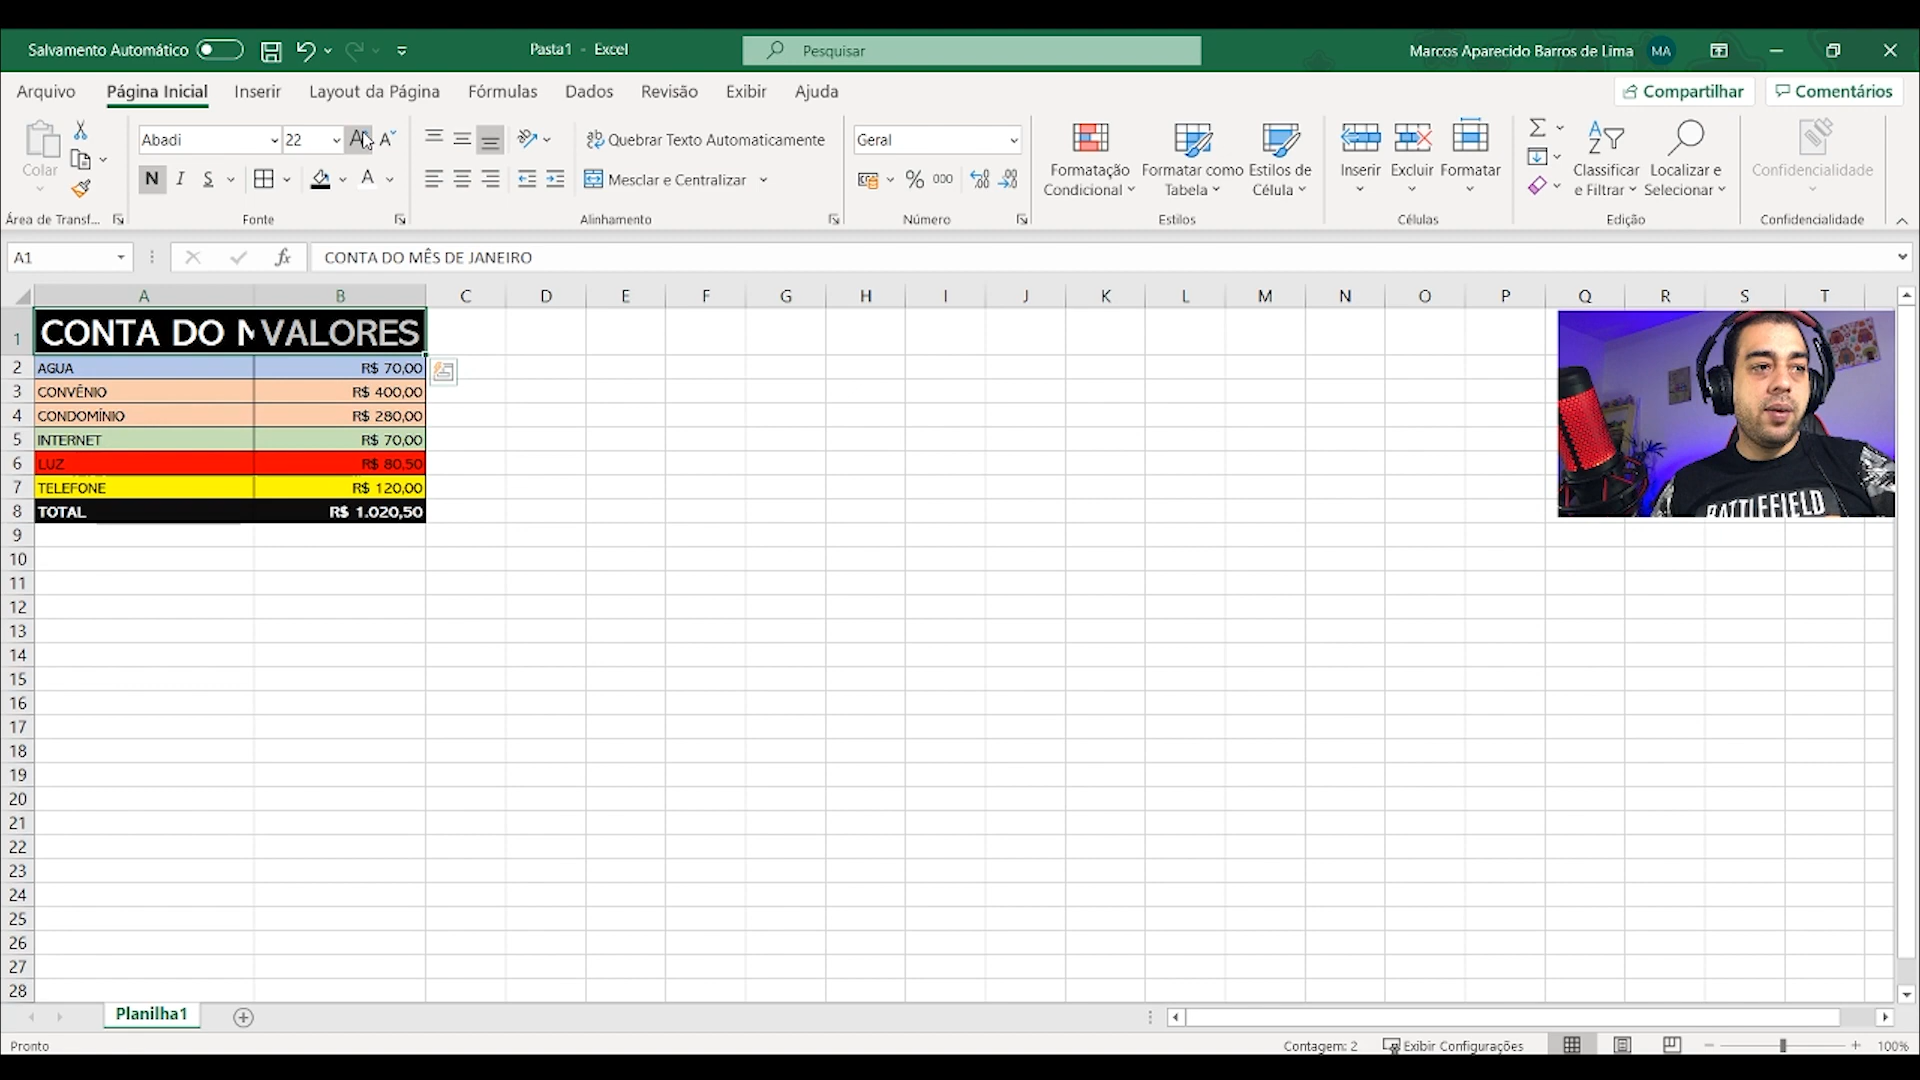 Salvamento Automático
Pasta1 - Excel
Pesquisar
Marcos Aparecido Barros de Lima MA
Arquivo Página Inicial Inserir Layout da Página Fórmulas Dados Revisão Exibir Ajuda
Compartilhar Comentários
Colar
Abadi 22
N I S
Quebrar Texto Automaticamente
Mesclar e Centralizar
Geral
% 000
Formatação Condicional
Formatar como Tabela
Estilos de Célula
Inserir Excluir Formatar
Classificar e Filtrar
Localizar e Selecionar
Confidencialidade
Área de Transf... Fonte Alinhamento Número Estilos Células Edição Confidencialidade
A1 fx CONTA DO MÊS DE JANEIRO
A B C D E F G H I J K L M N O P Q R S T
1 CONTA DO M VALORES
2 AGUA R$ 70,00
3 CONVÊNIO R$ 400,00
4 CONDOMÍNIO R$ 280,00
5 INTERNET R$ 70,00
6 LUZ R$ 80,50
7 TELEFONE R$ 120,00
8 TOTAL R$ 1.020,50
9
10
11
12
13
14
15
16
17
18
19
20
21
22
23
24
25
26
27
28
BATTLEFIELD
Planilha1
Pronto
Contagem: 2 Exibir Configurações 100%